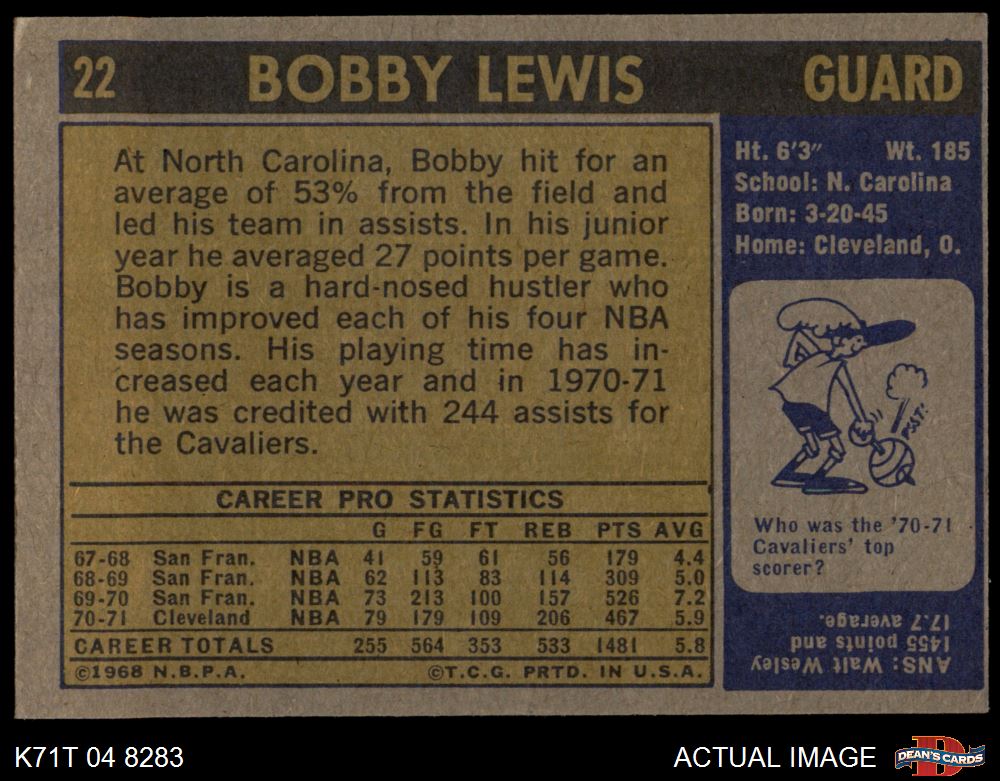 22 BOBBY LEWIS GUARD
At North Carolina, Bobby hit for an
average of 53% from the field and
led his team in assists. In his junior
year he averaged 27 points per game.
Bobby is a hard-nosed hustler who
has improved each of his four NBA
seasons. His playing time has in-
creased each year and in 1970-71
he was credited with 244 assists for
the Cavaliers.
CAREER PRO STATISTICS
G FG FT REB PTS AVG
67-68 San Fran. NBA 41 59 61 56 179 4.4
68-69 San Fran. NBA 62 113 83 114 309 5.0
69-70 San Fran. NBA 73 213 100 157 526 7.2
70-71 Cleveland NBA 79 179 109 206 467 5.9
CAREER TOTALS 255 564 353 533 1481 5.8
©1968 N.B.P.A. ©T.C.G. PRTD. IN U.S.A.
Ht. 6'3" Wt. 185
School: N. Carolina
Born: 3-20-45
Home: Cleveland, O.
PSST!
Who was the '70-71
Cavaliers' top
scorer?
ANS: Walt Wesley
1455 points and
17.7 average.
K71T 04 8283 ACTUAL IMAGE
D
DEAN'S CARDS